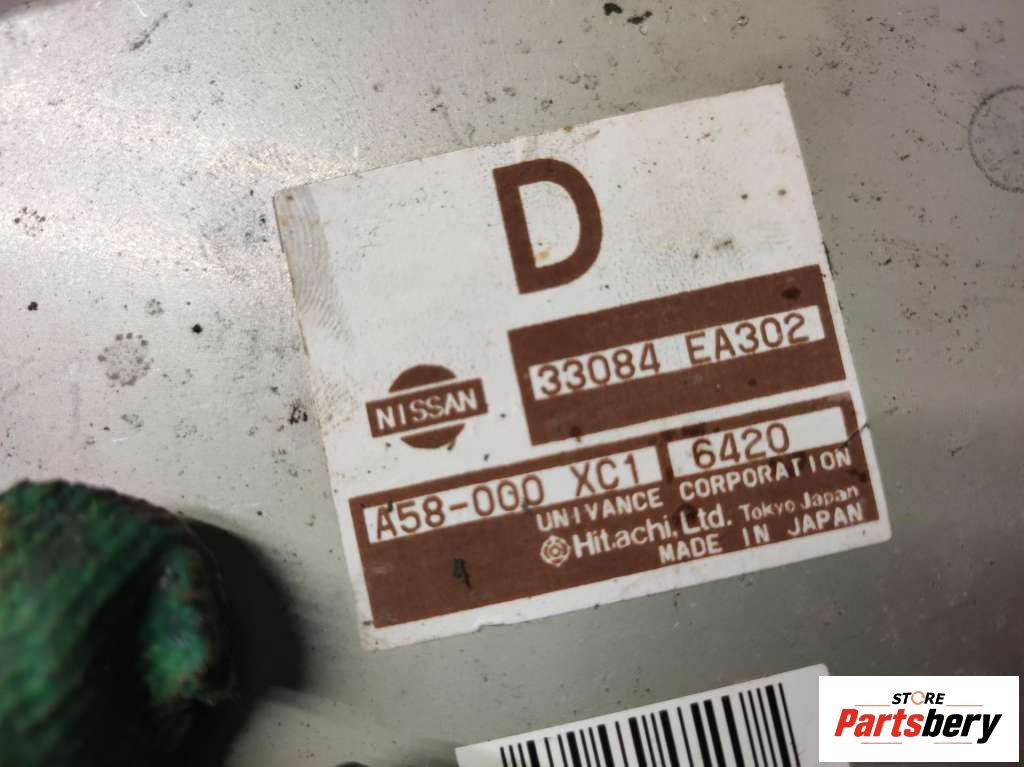 D
33084 EA302
NISSAN
A58-000 XC1
6420
UNIVANCE CORPORATION
Hitachi, Ltd. Tokyo Japan
MADE IN JAPAN
STORE
Partsbery